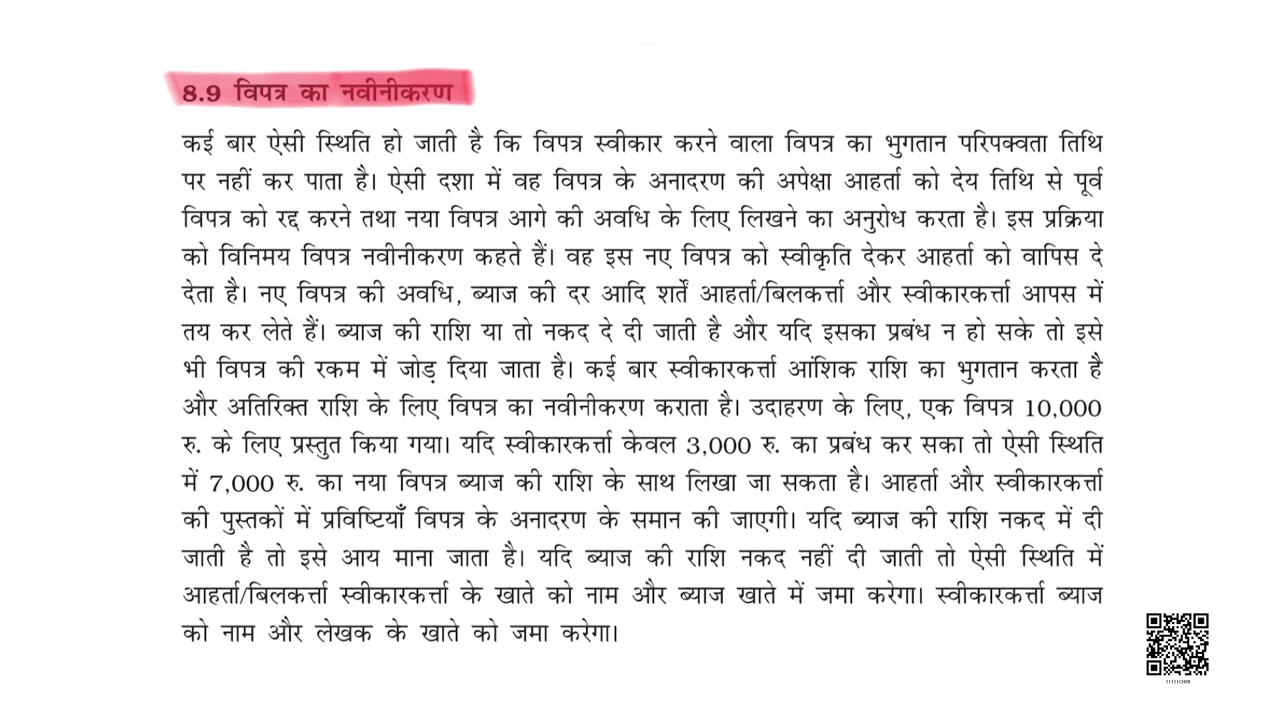 8.9 विपत्र का नवीनीकरण
कई बार ऐसी स्थिति हो जाती है कि विपत्र स्वीकार करने वाला विपत्र का भुगतान परिपक्वता तिथि
पर नहीं कर पाता है। ऐसी दशा में वह विपत्र के अनादरण की अपेक्षा आहर्ता को देय तिथि से पूर्व
विपत्र को रद्द करने तथा नया विपत्र आगे की अवधि के लिए लिखने का अनुरोध करता है। इस प्रक्रिया
को विनिमय विपत्र नवीनीकरण कहते हैं। वह इस नए विपत्र को स्वीकृति देकर आहर्ता को वापिस दे
देता है। नए विपत्र की अवधि, ब्याज की दर आदि शर्तें आहर्ता/बिलकर्त्ता और स्वीकारकर्त्ता आपस में
तय कर लेते हैं। ब्याज की राशि या तो नकद दे दी जाती है और यदि इसका प्रबंध न हो सके तो इसे
भी विपत्र की रकम में जोड़ दिया जाता है। कई बार स्वीकारकर्त्ता आंशिक राशि का भुगतान करता है
और अतिरिक्त राशि के लिए विपत्र का नवीनीकरण कराता है। उदाहरण के लिए, एक विपत्र 10,000
रु. के लिए प्रस्तुत किया गया। यदि स्वीकारकर्त्ता केवल 3,000 रु. का प्रबंध कर सका तो ऐसी स्थिति
में 7,000 रु. का नया विपत्र ब्याज की राशि के साथ लिखा जा सकता है। आहर्ता और स्वीकारकर्त्ता
की पुस्तकों में प्रविष्टियाँ विपत्र के अनादरण के समान की जाएगी। यदि ब्याज की राशि नकद में दी
जाती है तो इसे आय माना जाता है। यदि ब्याज की राशि नकद नहीं दी जाती तो ऐसी स्थिति में
आहर्ता/बिलकर्त्ता स्वीकारकर्त्ता के खाते को नाम और ब्याज खाते में जमा करेगा। स्वीकारकर्त्ता ब्याज
को नाम और लेखक के खाते को जमा करेगा।